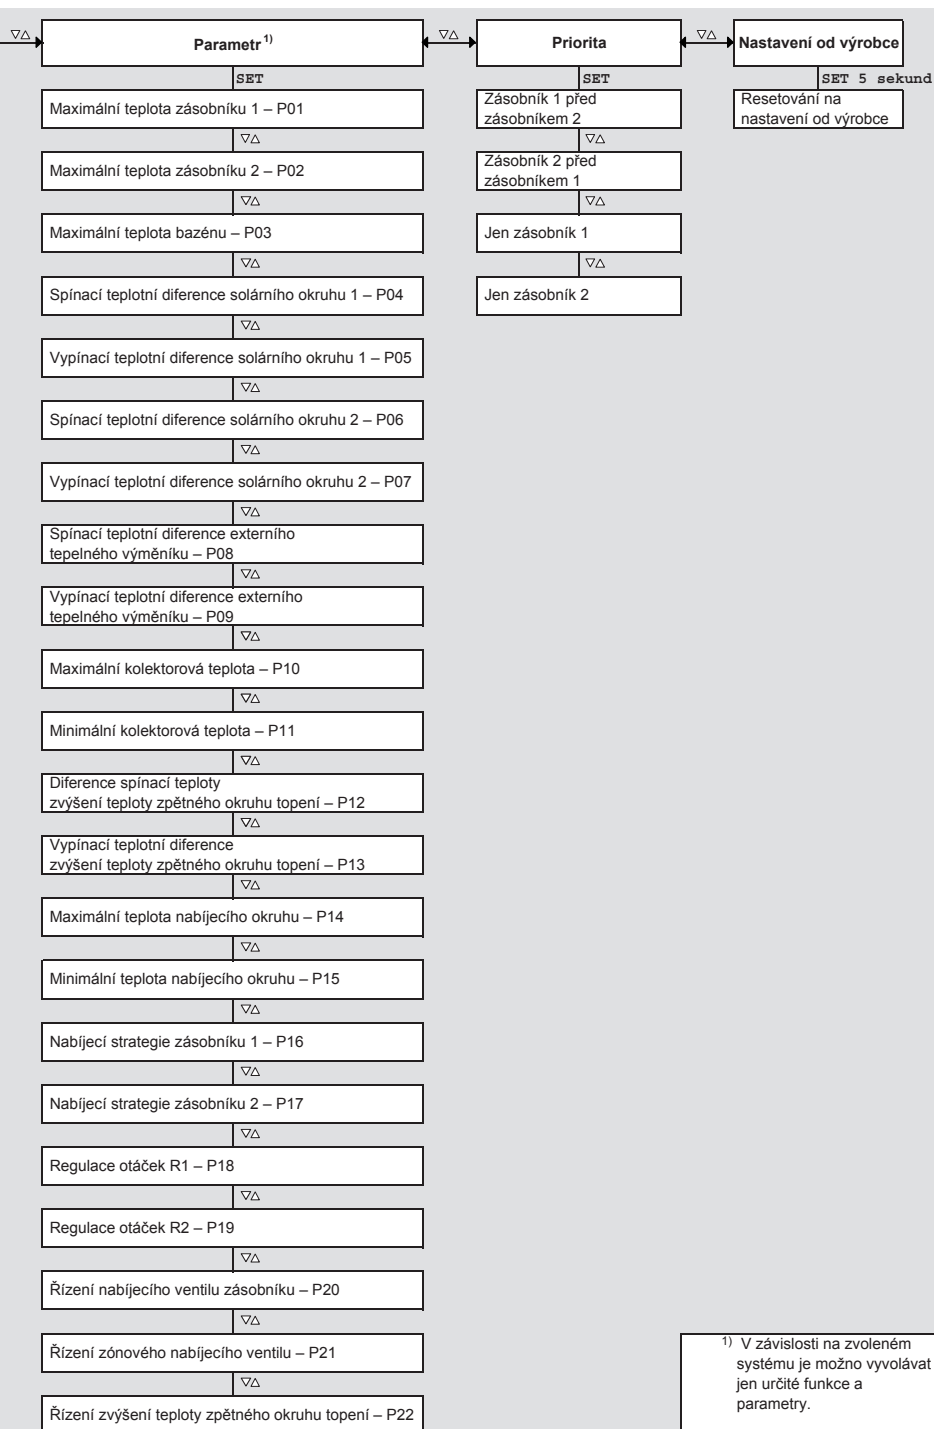 ▽△
Parametr 1)
▽△
Priorita
▽△
Nastavení od výrobce
SET
Maximální teplota zásobníku 1 – P01
▽△
Maximální teplota zásobníku 2 – P02
▽△
Maximální teplota bazénu – P03
▽△
Spínací teplotní diference solárního okruhu 1 – P04
▽△
Vypínací teplotní diference solárního okruhu 1 – P05
▽△
Spínací teplotní diference solárního okruhu 2 – P06
▽△
Vypínací teplotní diference solárního okruhu 2 – P07
▽△
Spínací teplotní diference externího
tepelného výměníku – P08
▽△
Vypínací teplotní diference externího
tepelného výměníku – P09
▽△
Maximální kolektorová teplota – P10
▽△
Minimální kolektorová teplota – P11
▽△
Diference spínací teploty
zvýšení teploty zpětného okruhu topení – P12
▽△
Vypínací teplotní diference
zvýšení teploty zpětného okruhu topení – P13
▽△
Maximální teplota nabíjecího okruhu – P14
▽△
Minimální teplota nabíjecího okruhu – P15
▽△
Nabíjecí strategie zásobníku 1 – P16
▽△
Nabíjecí strategie zásobníku 2 – P17
▽△
Regulace otáček R1 – P18
▽△
Regulace otáček R2 – P19
▽△
Řízení nabíjecího ventilu zásobníku – P20
▽△
Řízení zónového nabíjecího ventilu – P21
▽△
Řízení zvýšení teploty zpětného okruhu topení – P22
SET
Zásobník 1 před
zásobníkem 2
▽△
Zásobník 2 před
zásobníkem 1
▽△
Jen zásobník 1
▽△
Jen zásobník 2
SET 5 sekund
Resetování na
nastavení od výrobce
1) V závislosti na zvoleném
systému je možno vyvolávat
jen určité funkce a
parametry.